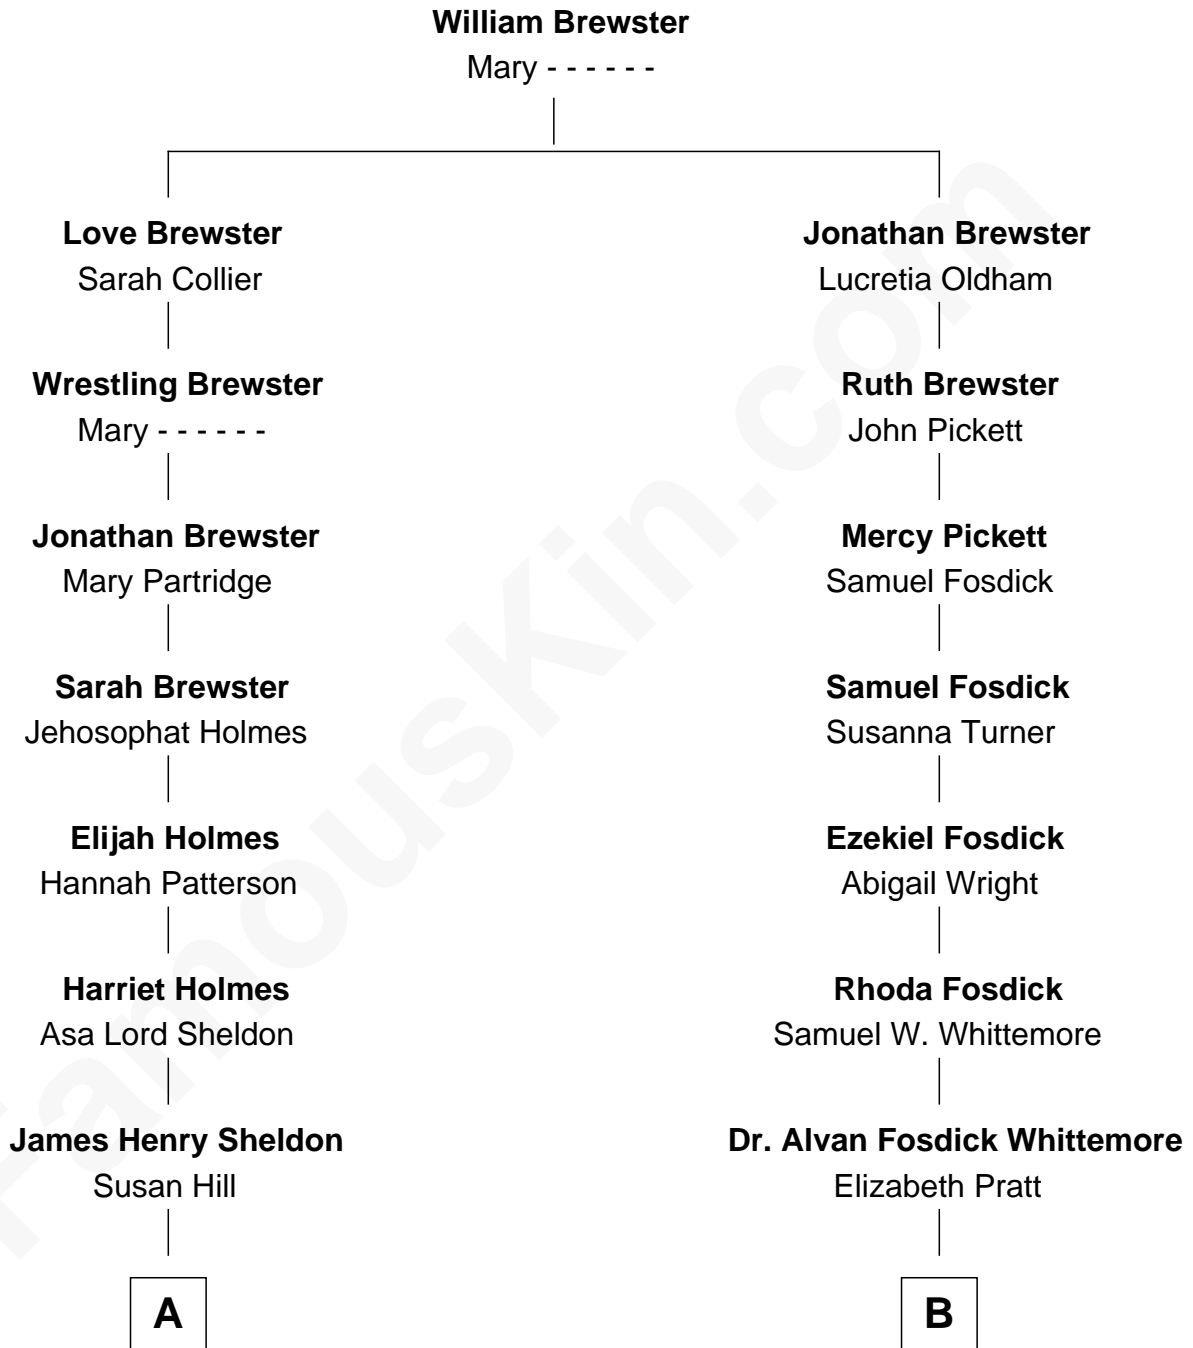 William Brewster
Mary - - - - - -
Love Brewster
Sarah Collier
Jonathan Brewster
Lucretia Oldham
Wrestling Brewster
Mary - - - - - -
Ruth Brewster
John Pickett
Jonathan Brewster
Mary Partridge
Mercy Pickett
Samuel Fosdick
Sarah Brewster
Jehosophat Holmes
Samuel Fosdick
Susanna Turner
Elijah Holmes
Hannah Patterson
Ezekiel Fosdick
Abigail Wright
Harriet Holmes
Asa Lord Sheldon
Rhoda Fosdick
Samuel W. Whittemore
James Henry Sheldon
Susan Hill
Dr. Alvan Fosdick Whittemore
Elizabeth Pratt
A
B
FamousKin.com